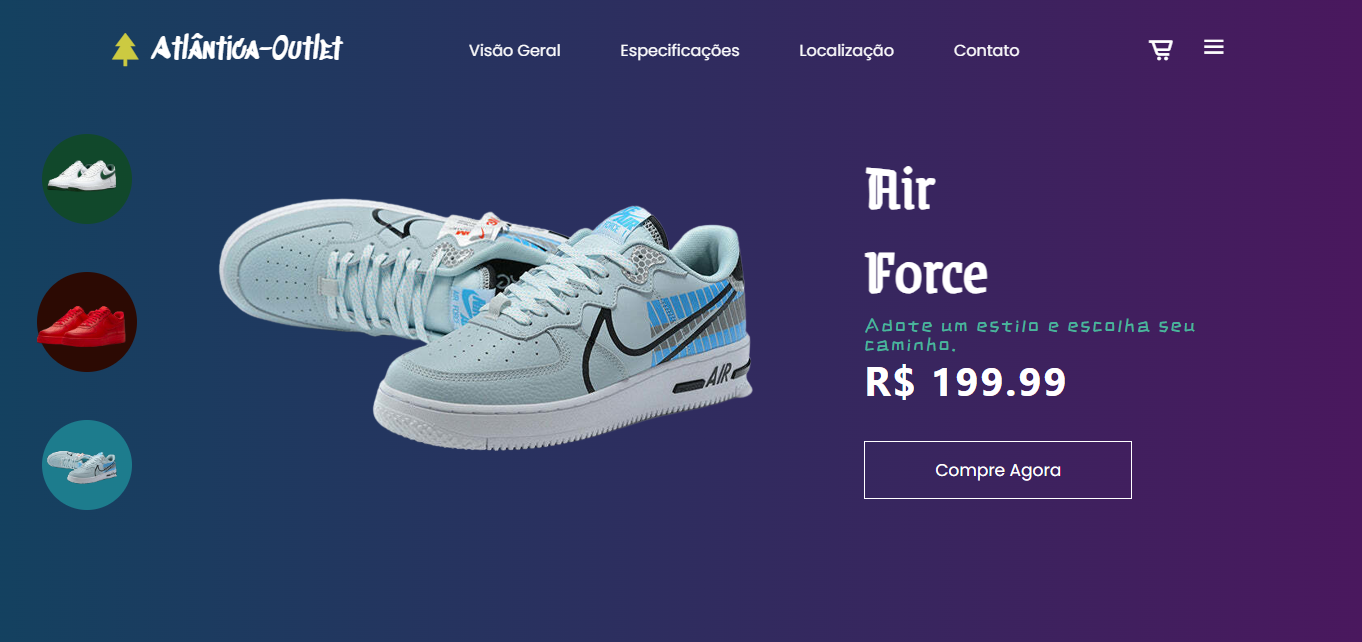 Atlântica-Outlet
Visão Geral
Especificações
Localização
Contato
Air
Force
Adote um estilo e escolha seu
caminho.
R$ 199.99
Compre Agora
AIR